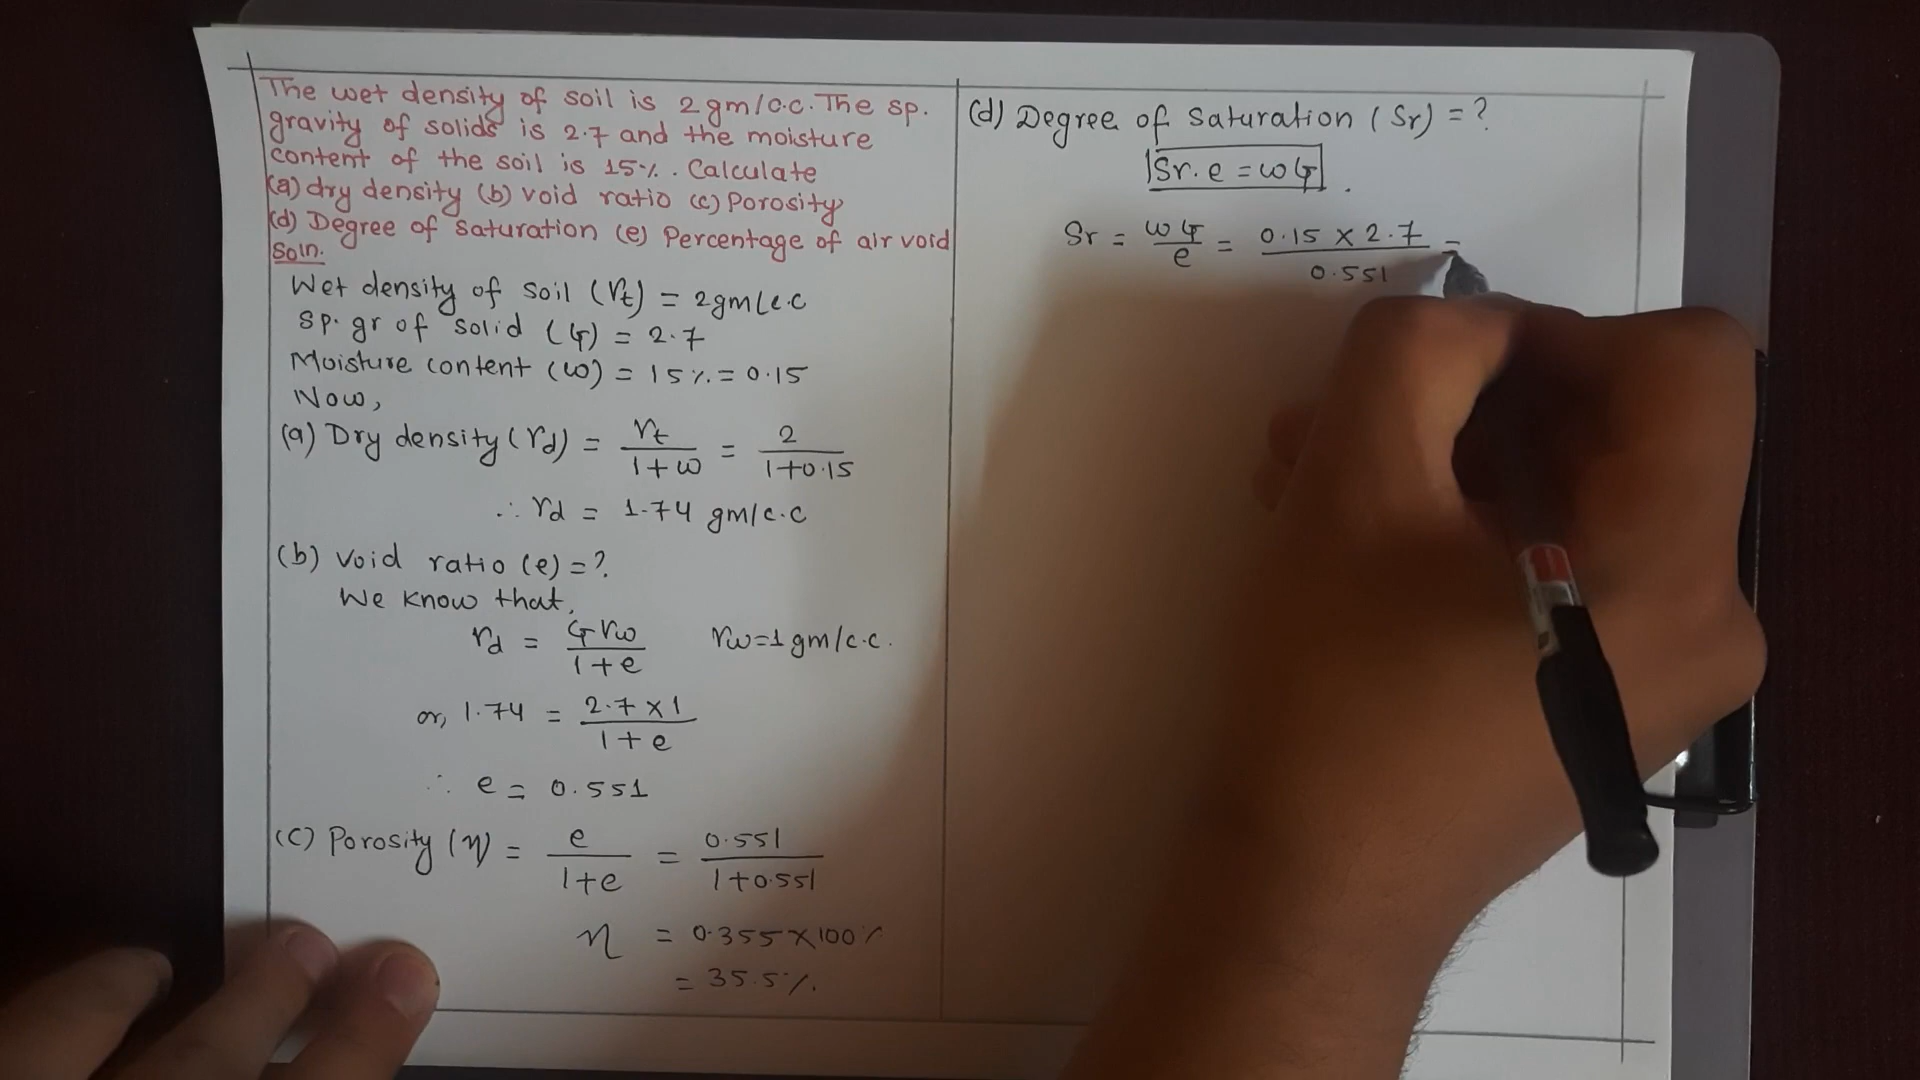 The wet density of soil is 2gm/c.c. The sp.
gravity of solids is 2.7 and the moisture
content of the soil is 15%. Calculate
(a) dry density (b) void ratio (c) Porosity
(d) Degree of saturation (e) Percentage of air void
Soln.
Wet density of soil (γt) = 2gm/c.c
Sp. gr of solid (G) = 2.7
Moisture content (ω) = 15% = 0.15
Now,
(a) Dry density (γd) = γt / 1+ω = 2 / 1+0.15
∴ γd = 1.74 gm/c.c
(b) Void ratio (e) = ?
We know that,
γd = Gγω / 1+e γω=1 gm/c.c.
or, 1.74 = 2.7 × 1 / 1+e
∴ e = 0.551
(c) Porosity (η) = e / 1+e = 0.551 / 1+0.551
η = 0.355×100%
= 35.5%.
(d) Degree of Saturation (Sr) = ?
Sr.e = ωG
Sr = ωG / e = 0.15 × 2.7 / 0.551 =